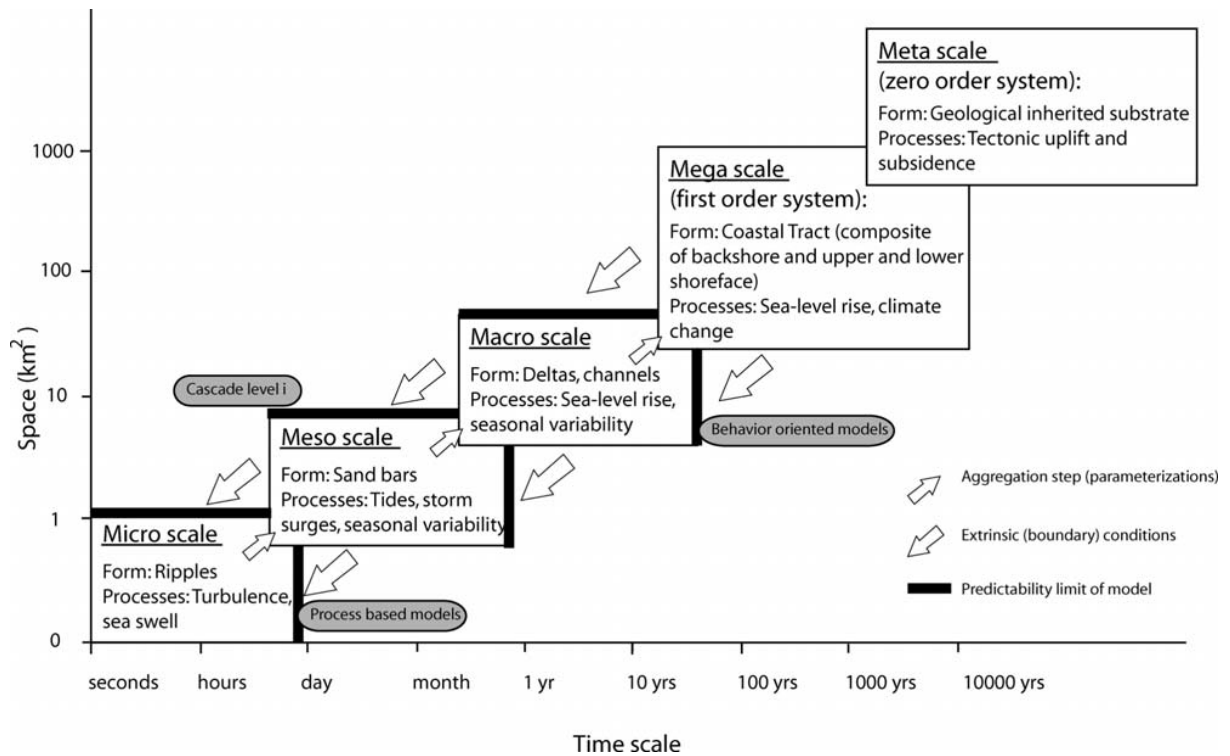 Meta scale
(zero order system):
Form: Geological inherited substrate
Processes: Tectonic uplift and
subsidence
1000
Mega scale
(first order system):
Form: Coastal Tract (composite
of backshore and upper and lower
shoreface)
Processes: Sea-level rise, climate
change
100
Space (km²)
Macro scale
Form: Deltas, channels
Processes: Sea-level rise,
seasonal variability
Cascade level i
10
Behavior oriented models
Meso scale
Form: Sand bars
Processes: Tides, storm
surges, seasonal variability
Aggregation step (parameterizations)
1
Extrinsic (boundary) conditions
Micro scale
Form: Ripples
Processes: Turbulence,
sea swell
Predictability limit of model
Process based models
0
seconds hours day month 1 yr 10 yrs 100 yrs 1000 yrs 10000 yrs
Time scale